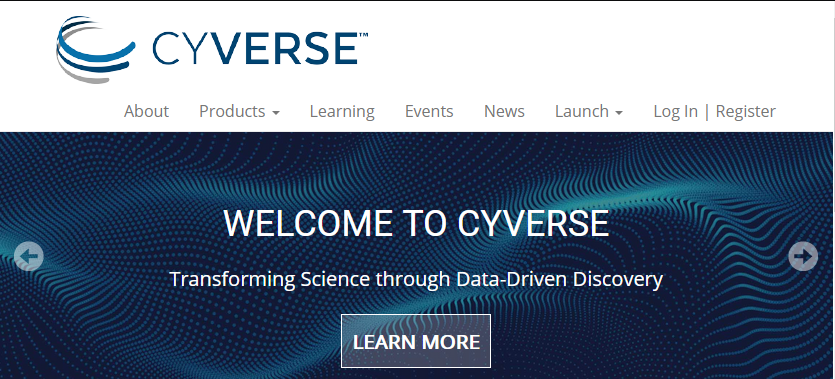 CYVERSE™
About Products Learning Events News Launch Log In | Register
WELCOME TO CYVERSE
Transforming Science through Data-Driven Discovery
LEARN MORE